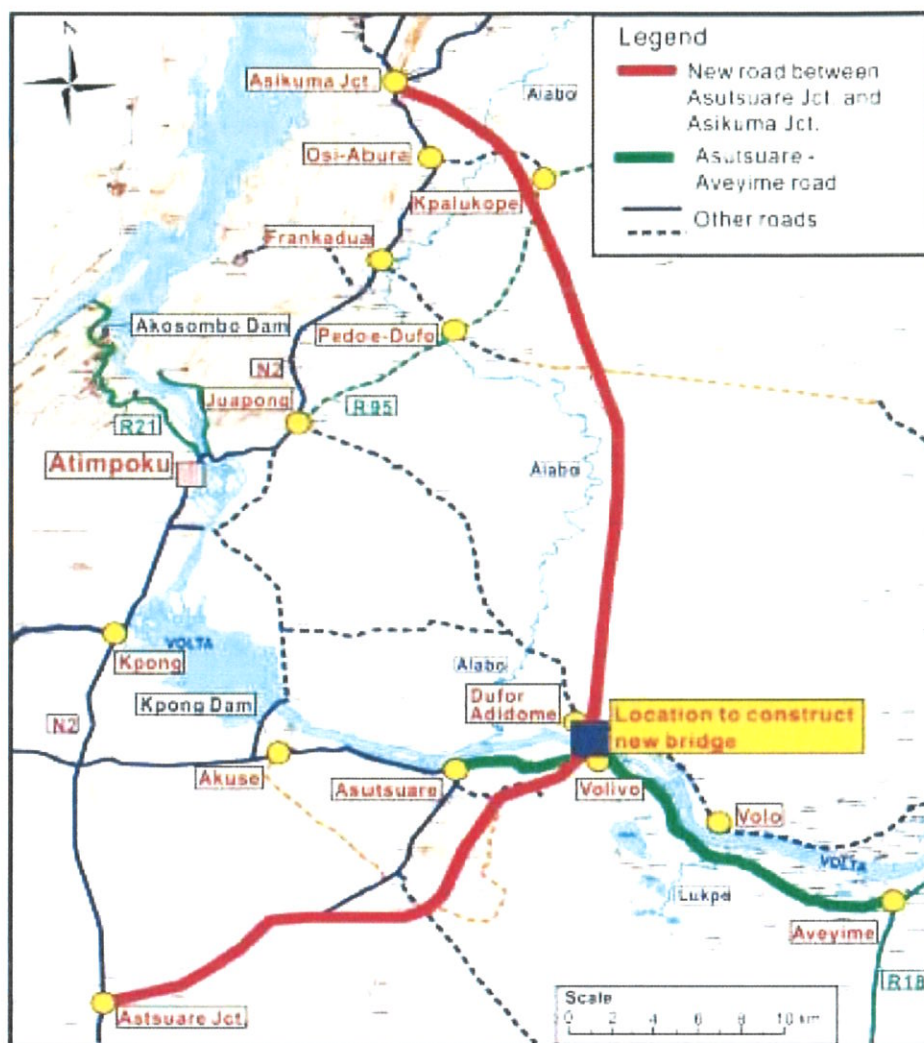 Z
Legend
New road between
Asutsuare Jct. and
Asikuma Jct.
Asutsuare -
Aveyime road
Other roads
Asikuma Jct.
Alabo
Osi-Abura
Kpalukope
Frankadua
Akosombo Dam
Pedoe-Dufo
N2
Juapong
R95
R21
Atimpoku
Alabo
VOLTA
Kpong
Alabo
Kpong Dam
Dufor
Adidome
Location to construct
new bridge
N2
Akuse
Asutsuare
Volivo
Volo
VOLTA
Lukpe
Aveyime
R18
Astsuare Jct.
Scale
0 2 4 6 8 10 km